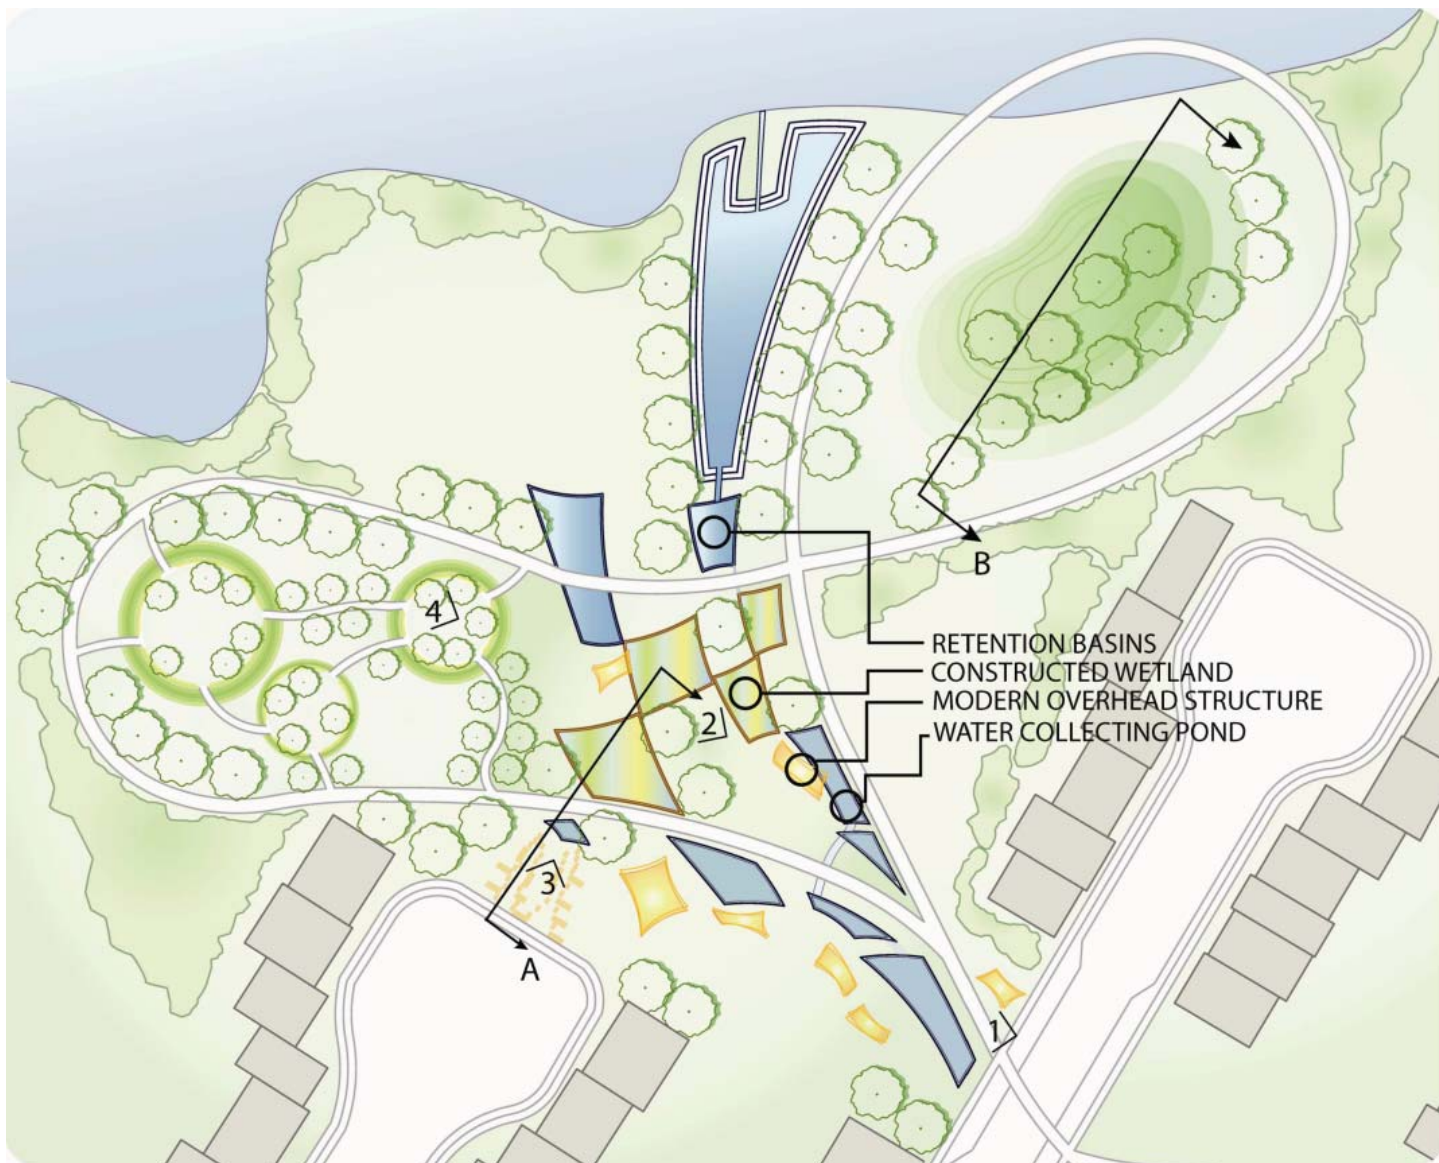 4
B
RETENTION BASINS
CONSTRUCTED WETLAND
MODERN OVERHEAD STRUCTURE
2
WATER COLLECTING POND
3
A
1